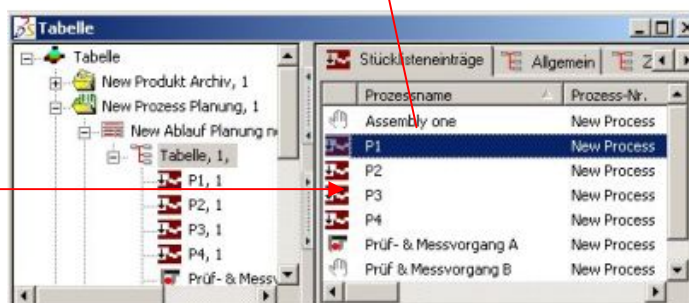 Tabelle
Tabelle
New Produkt Archiv, 1
New Prozess Planung, 1
New Ablauf Planung
Tabelle, 1,
P1, 1
P2, 1
P3, 1
P4, 1
Prüf- & Messv
Stücklisteneinträge Allgemein Z
Prozessname Prozess-Nr.
Assembly one New Process
P1 New Process
P2 New Process
P3 New Process
P4 New Process
Prüf- & Messvorgang A New Process
Prüf & Messvorgang B New Process